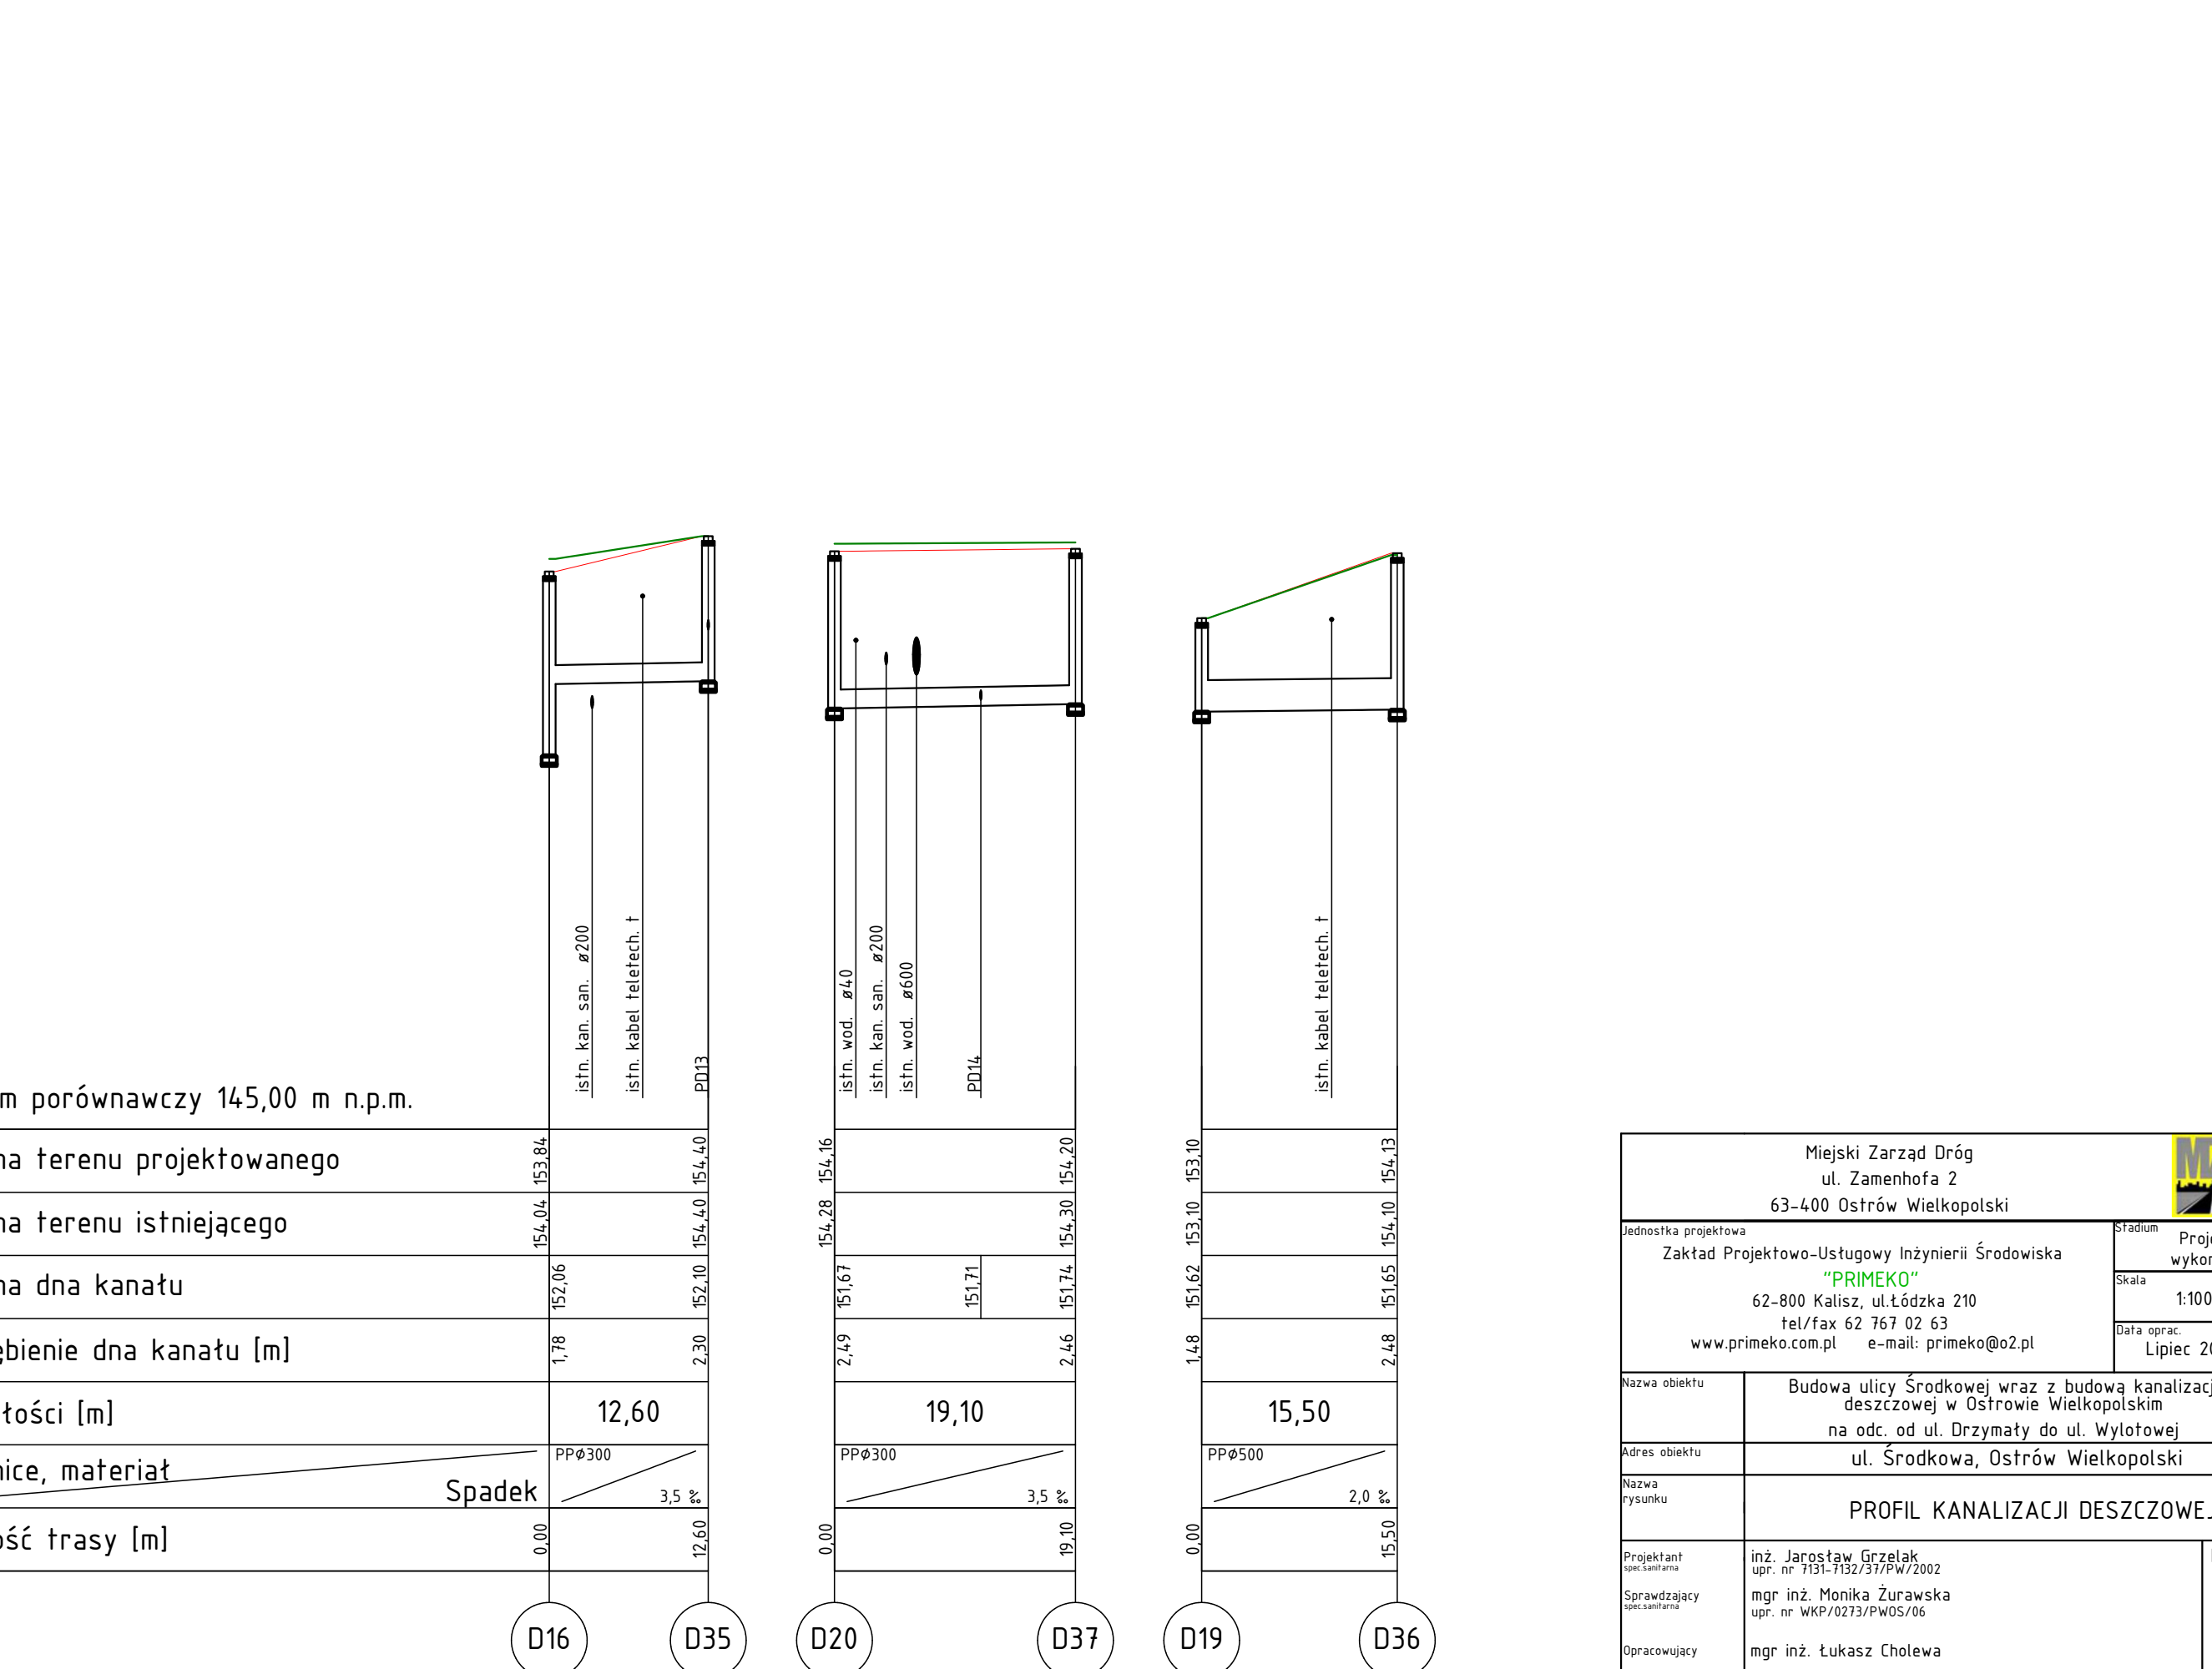 istn. kan. san. ø200
istn. kabel teletech. t
PD13
istn. wod. ø40
istn. kan. san. ø200
istn. wod. ø600
PD14
istn. kabel teletech. t
porównawczy 145,00 m n.p.m.
terenu projektowanego
153,84
154,40
154,16
154,20
153,10
154,13
terenu istniejącego
154,04
154,40
154,28
154,30
153,10
154,10
dna kanału
152,06
152,10
151,67
151,71
151,74
151,62
151,65
dna kanału [m]
1,78
2,30
2,49
2,46
1,48
2,48
[m]
12,60
19,10
15,50
materiał
Spadek
PPø300
3,5 ‰
PPø300
3,5 ‰
PPø500
2,0 ‰
trasy [m]
0,00
12,60
0,00
19,10
0,00
15,50
D16
D35
D20
D37
D19
D36
Miejski Zarząd Dróg
ul. Zamenhofa 2
63-400 Ostrów Wielkopolski
Jednostka projektowa
Zakład Projektowo-Usługowy Inżynierii Środowiska
"PRIMEKO"
62-800 Kalisz, ul.Łódzka 210
tel/fax 62 767 02 63
www.primeko.com.pl e-mail: primeko@o2.pl
Stadium
Skala
1:100
Data oprac.
Lipiec
Nazwa obiektu
Budowa ulicy Środkowej wraz z budową
deszczowej w Ostrowie Wielkopolskim
na odc. od ul. Drzymały do ul. Wylotowej
Adres obiektu
ul. Środkowa, Ostrów Wielkopolski
Nazwa
rysunku
PROFIL KANALIZACJI DESZCZOWEJ
Projektant
spec.sanitarna
inż. Jarosław Grzelak
upr. nr 7131-7132/37/PW/2002
Sprawdzający
spec.sanitarna
mgr inż. Monika Żurawska
upr. nr WKP/0273/PWOS/06
Opracowujący
mgr inż. Łukasz Cholewa